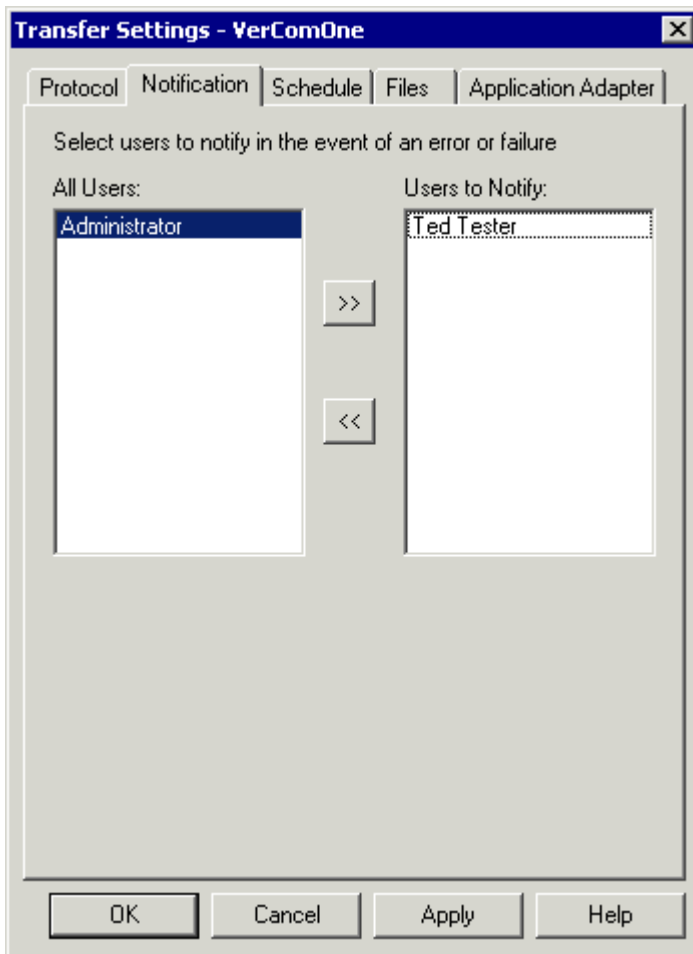 Transfer Settings - VerComOne
Protocol Notification Schedule Files Application Adapter
Select users to notify in the event of an error or failure
All Users: Users to Notify:
Administrator Ted Tester
>>
<<
OK Cancel Apply Help